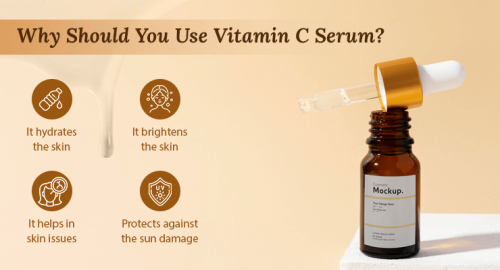 Why Should You Use Vitamin C Serum?
It hydrates
the skin
It brightens
the skin
It helps in
skin issues
UV
Protects against
the sun damage
Mockup.